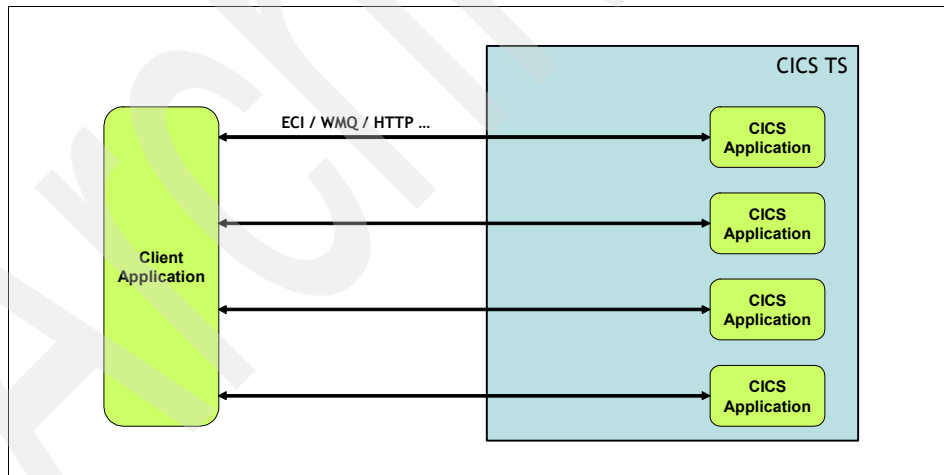 CICS TS
ECI / WMQ / HTTP ...
Client
Application
CICS
Application
CICS
Application
CICS
Application
CICS
Application